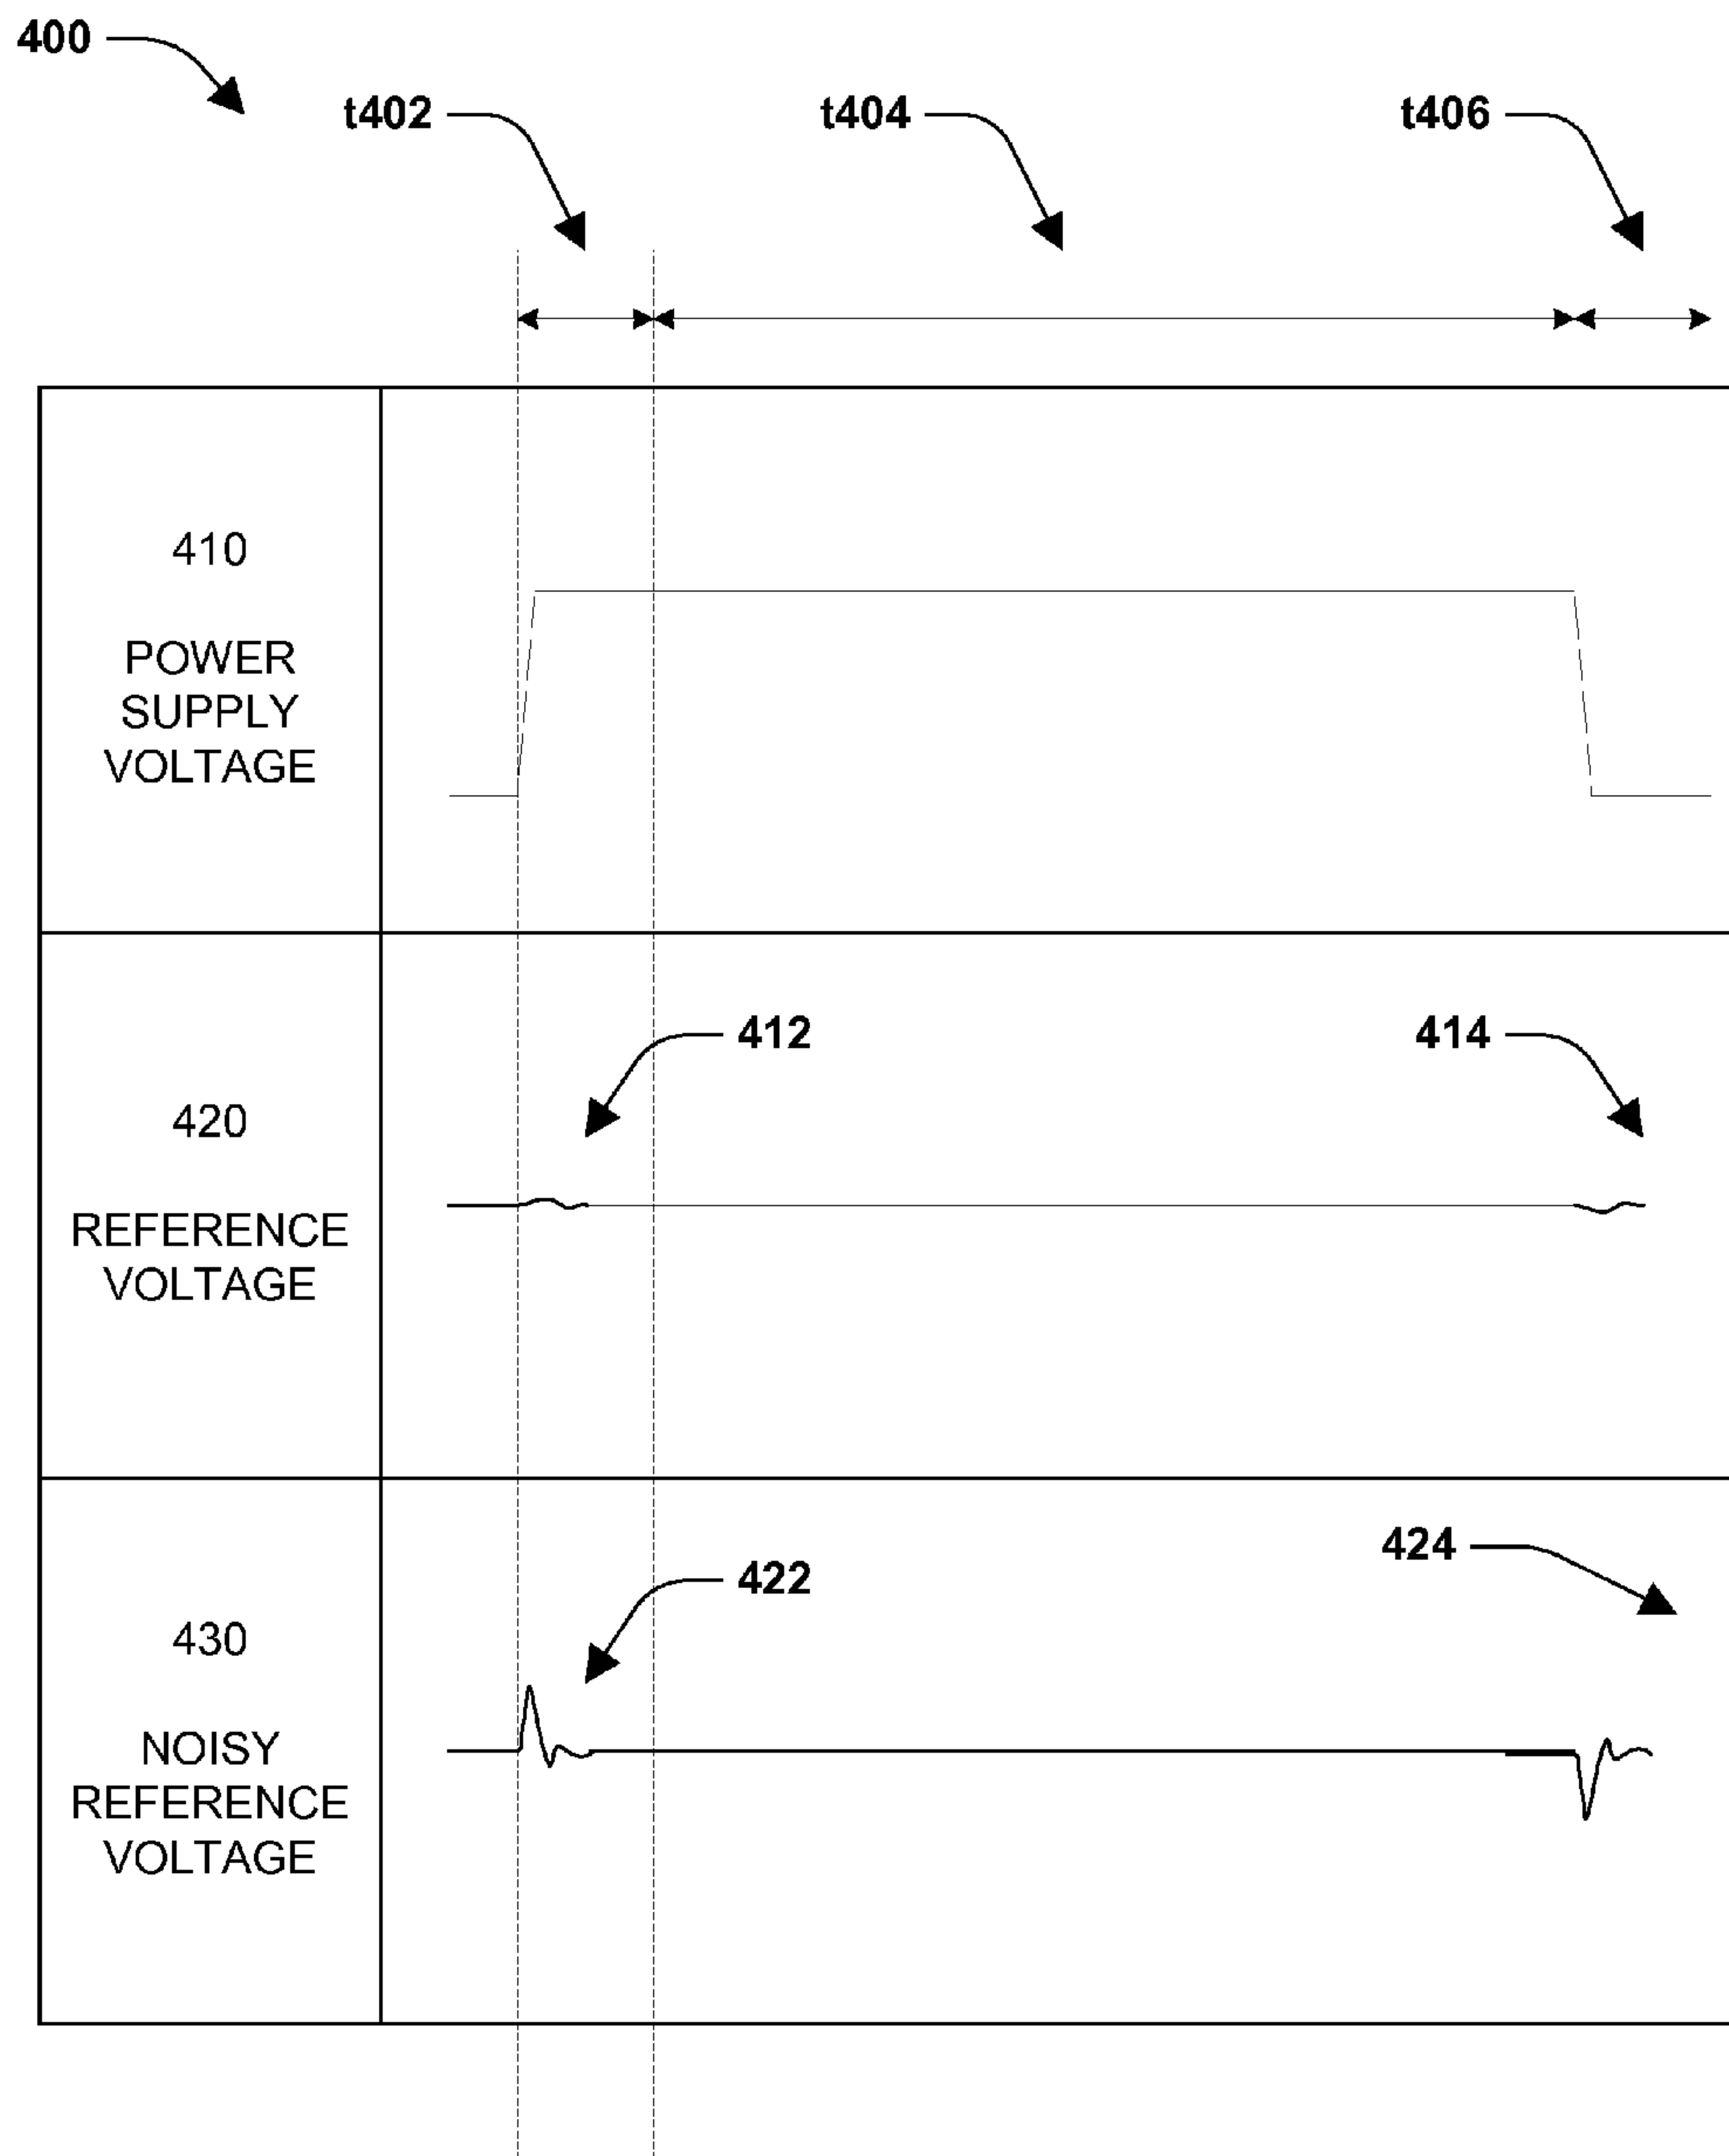 400
t402
t404
t406
410
POWER
SUPPLY
VOLTAGE
412
414
420
REFERENCE
VOLTAGE
424
422
430
NOISY
REFERENCE
VOLTAGE